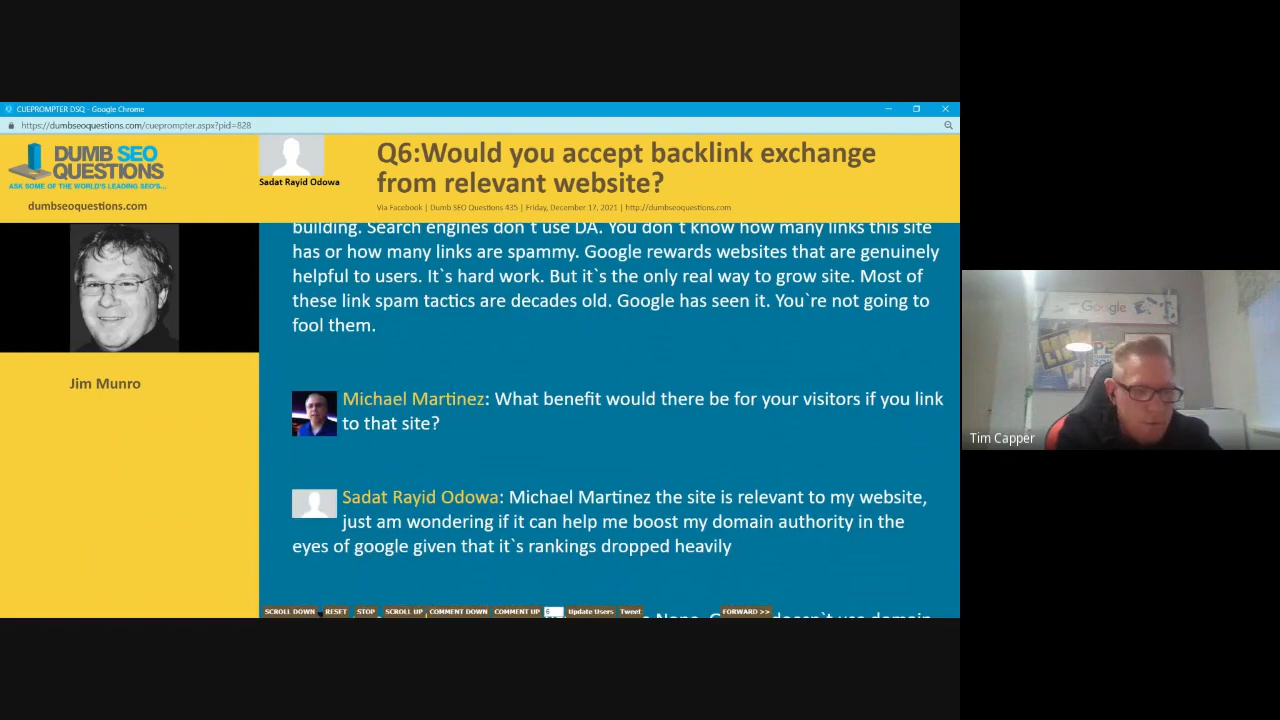 CUEPROMPTER DSQ - Google Chrome
https://dumbseoquestions.com/cueprompter.aspx?pid=828
DUMB SEO
QUESTIONS
ASK SOME OF THE WORLD'S LEADING SEO'S...
dumbseoquestions.com
Sadat Rayid Odowa
Q6:Would you accept backlink exchange
from relevant website?
Via Facebook | Dumb SEO Questions 435 | Friday, December 17, 2021 | http://dumbseoquestions.com
Jim Munro
building. Search engines don`t use DA. You don`t know how many links this site
has or how many links are spammy. Google rewards websites that are genuinely
helpful to users. It`s hard work. But it`s the only real way to grow site. Most of
these link spam tactics are decades old. Google has seen it. You`re not going to
fool them.
Michael Martinez: What benefit would there be for your visitors if you link
to that site?
Sadat Rayid Odowa: Michael Martinez the site is relevant to my website,
just am wondering if it can help me boost my domain authority in the
eyes of google given that it`s rankings dropped heavily
SCROLL DOWN RESET STOP SCROLL UP COMMENT DOWN COMMENT UP 6 Update Users Tweet FORWARD >>
Google
Tim Capper